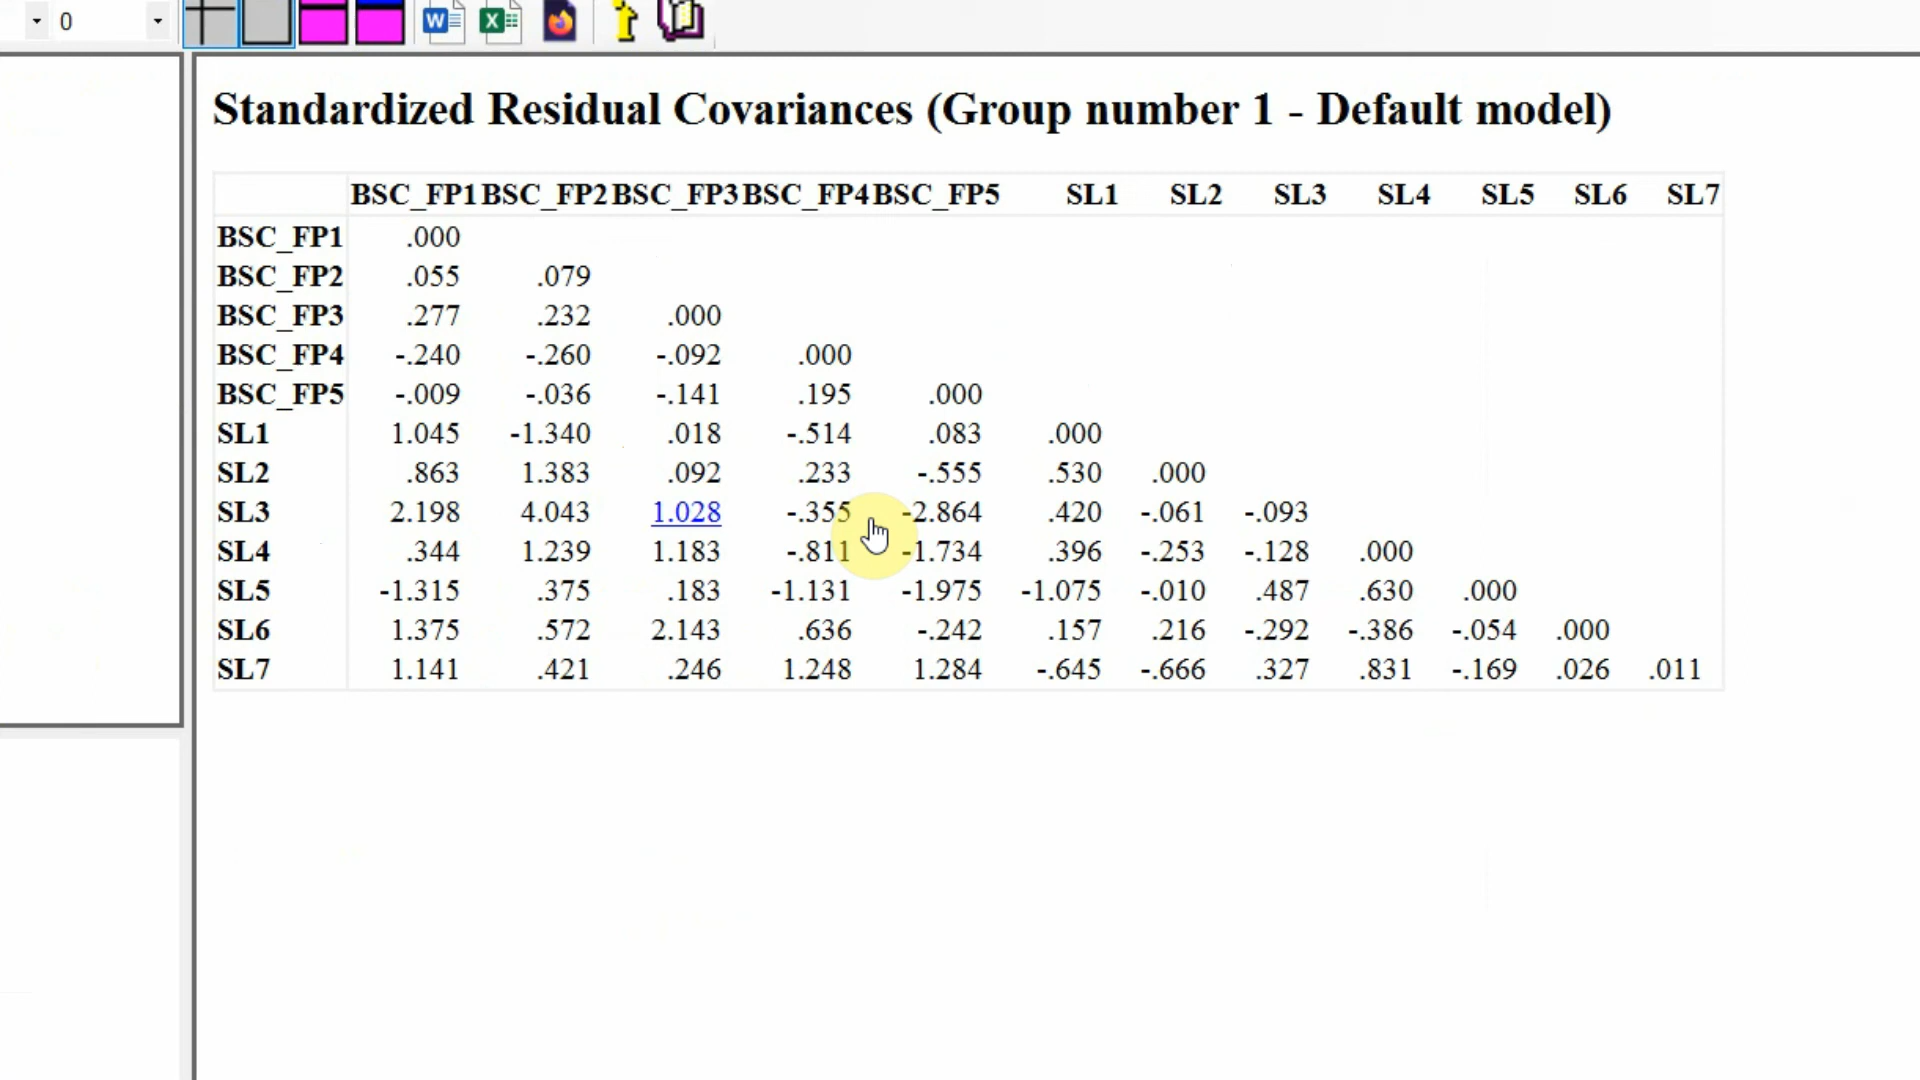 0
Standardized Residual Covariances (Group number 1 - Default model)
BSC_FP1 BSC_FP2 BSC_FP3 BSC_FP4 BSC_FP5 SL1 SL2 SL3 SL4 SL5 SL6 SL7
BSC_FP1 .000
BSC_FP2 .055 .079
BSC_FP3 .277 .232 .000
BSC_FP4 -.240 -.260 -.092 .000
BSC_FP5 -.009 -.036 -.141 .195 .000
SL1 1.045 -1.340 .018 -.514 .083 .000
SL2 .863 1.383 .092 .233 -.555 .530 .000
SL3 2.198 4.043 1.028 -.355 -2.864 .420 -.061 -.093
SL4 .344 1.239 1.183 -.811 -1.734 .396 -.253 -.128 .000
SL5 -1.315 .375 .183 -1.131 -1.975 -1.075 -.010 .487 .630 .000
SL6 1.375 .572 2.143 .636 -.242 .157 .216 -.292 -.386 -.054 .000
SL7 1.141 .421 .246 1.248 1.284 -.645 -.666 .327 .831 -.169 .026 .011